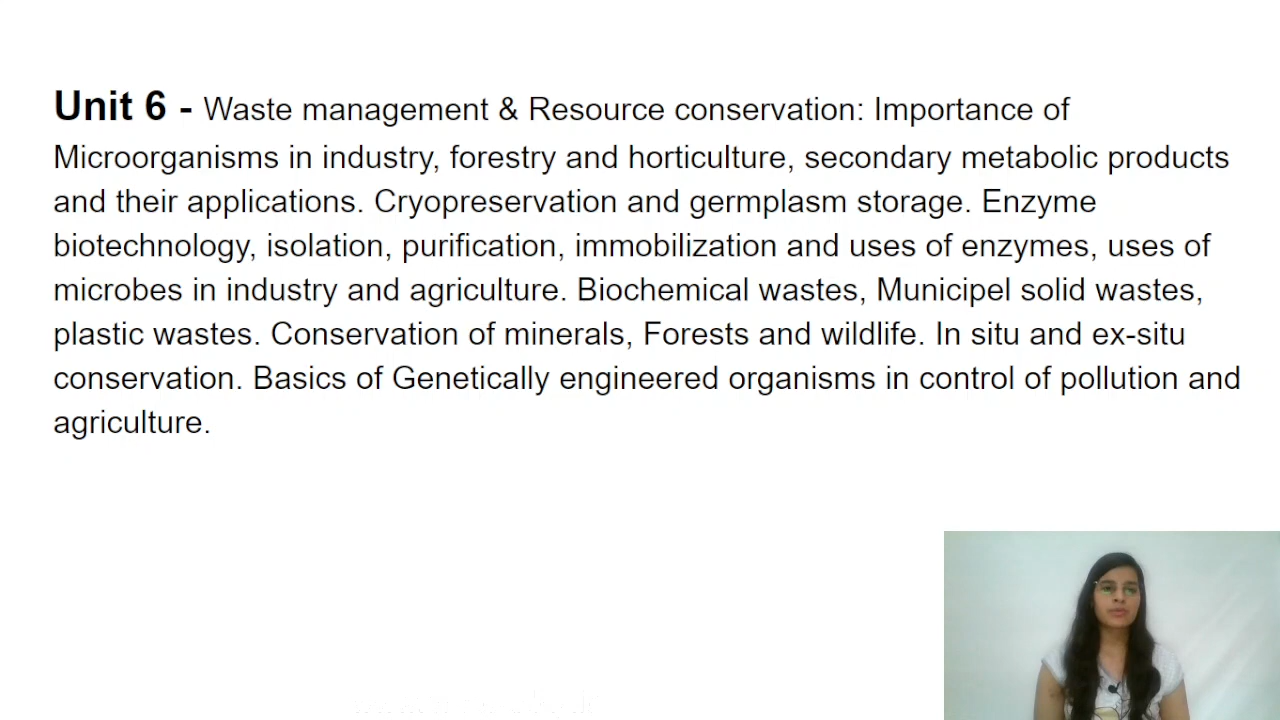 Unit 6 - Waste management & Resource conservation: Importance of
Microorganisms in industry, forestry and horticulture, secondary metabolic products
and their applications. Cryopreservation and germplasm storage. Enzyme
biotechnology, isolation, purification, immobilization and uses of enzymes, uses of
microbes in industry and agriculture. Biochemical wastes, Municipel solid wastes,
plastic wastes. Conservation of minerals, Forests and wildlife. In situ and ex-situ
conservation. Basics of Genetically engineered organisms in control of pollution and
agriculture.